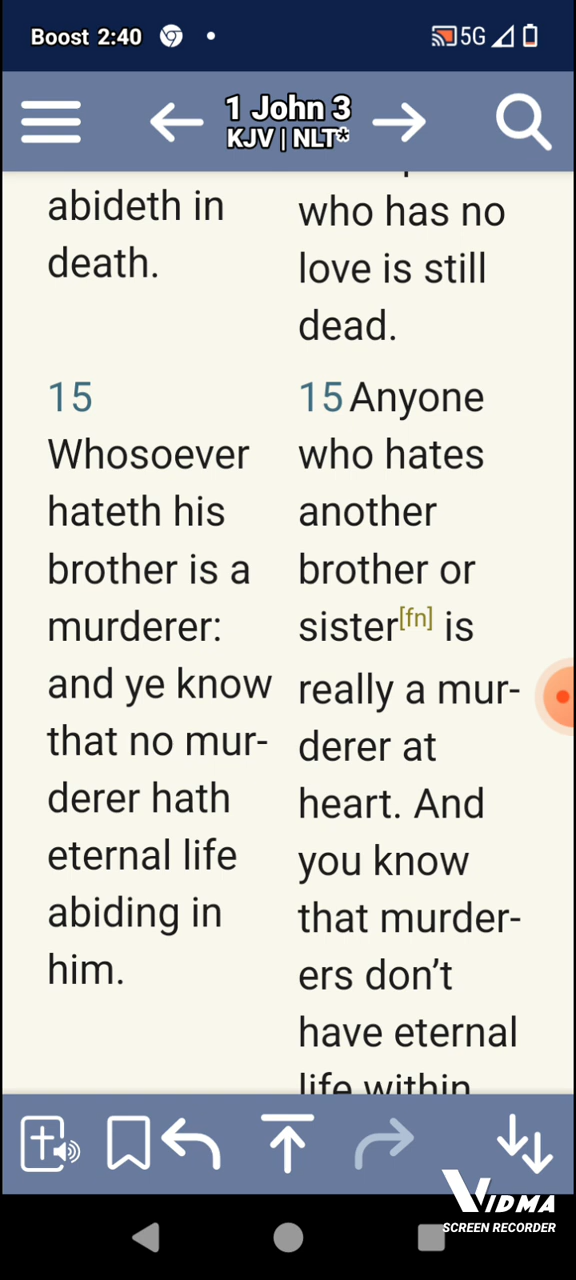 Boost 2:40
5G
1 John 3
KJV | NLT*
abideth in
death.
15
Whosoever
hateth his
brother is a
murderer:
and ye know
that no mur-
derer hath
eternal life
abiding in
him.
who has no
love is still
dead.
15 Anyone
who hates
another
brother or
sister[fn] is
really a mur-
derer at
heart. And
you know
that murder-
ers don’t
have eternal
life within
VIDMA
SCREEN RECORDER